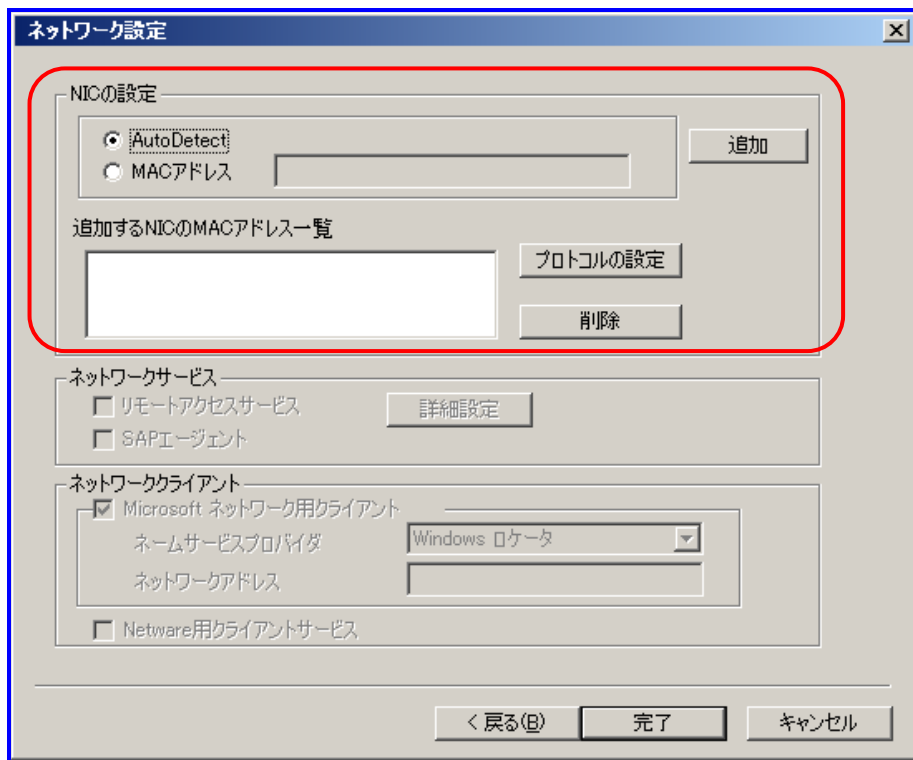 ネットワーク設定
NICの設定
AutoDetect
追加
MACアドレス
追加するNICのMACアドレス一覧
プロトコルの設定
削除
ネットワークサービス
リモートアクセスサービス
詳細設定
SAPエージェント
ネットワーククライアント
Microsoft ネットワーク用クライアント
ネームサービスプロバイダ
Windows ロケータ
ネットワークアドレス
Netware用クライアントサービス
< 戻る(B)
完了
キャンセル